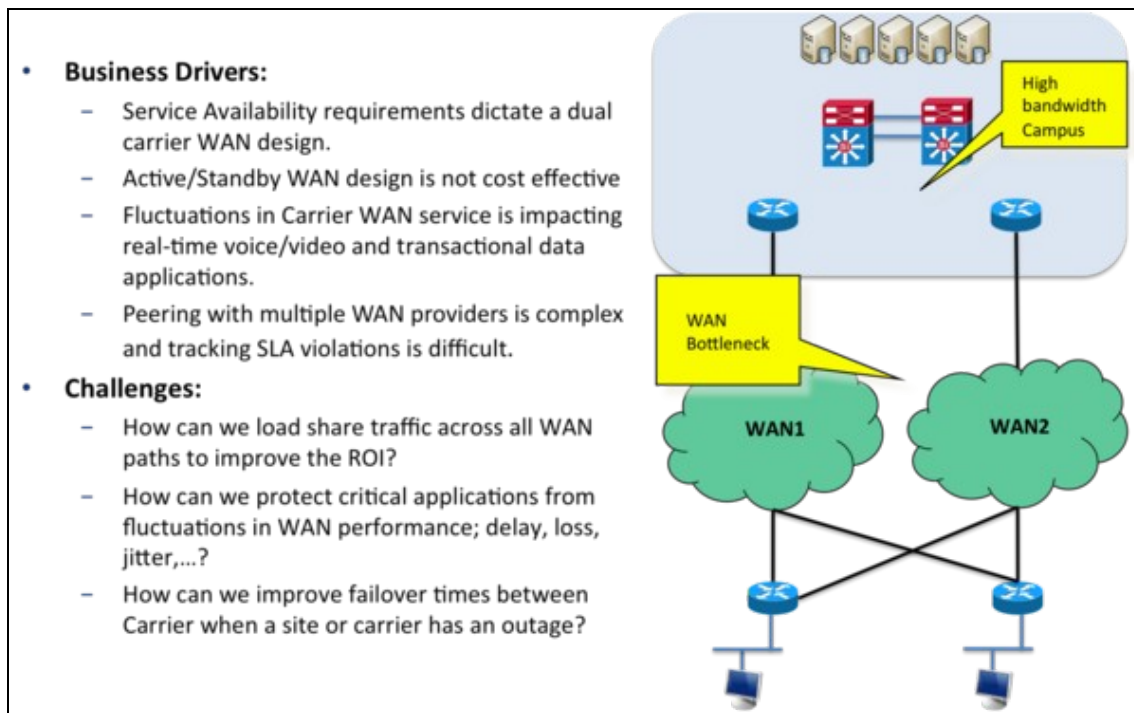 • Business Drivers:
– Service Availability requirements dictate a dual
carrier WAN design.
– Active/Standby WAN design is not cost effective
– Fluctuations in Carrier WAN service is impacting
real-time voice/video and transactional data
applications.
– Peering with multiple WAN providers is complex
and tracking SLA violations is difficult.
• Challenges:
– How can we load share traffic across all WAN
paths to improve the ROI?
– How can we protect critical applications from
fluctuations in WAN performance; delay, loss,
jitter,...?
– How can we improve failover times between
Carrier when a site or carrier has an outage?
High
bandwidth
Campus
WAN
Bottleneck
WAN1
WAN2